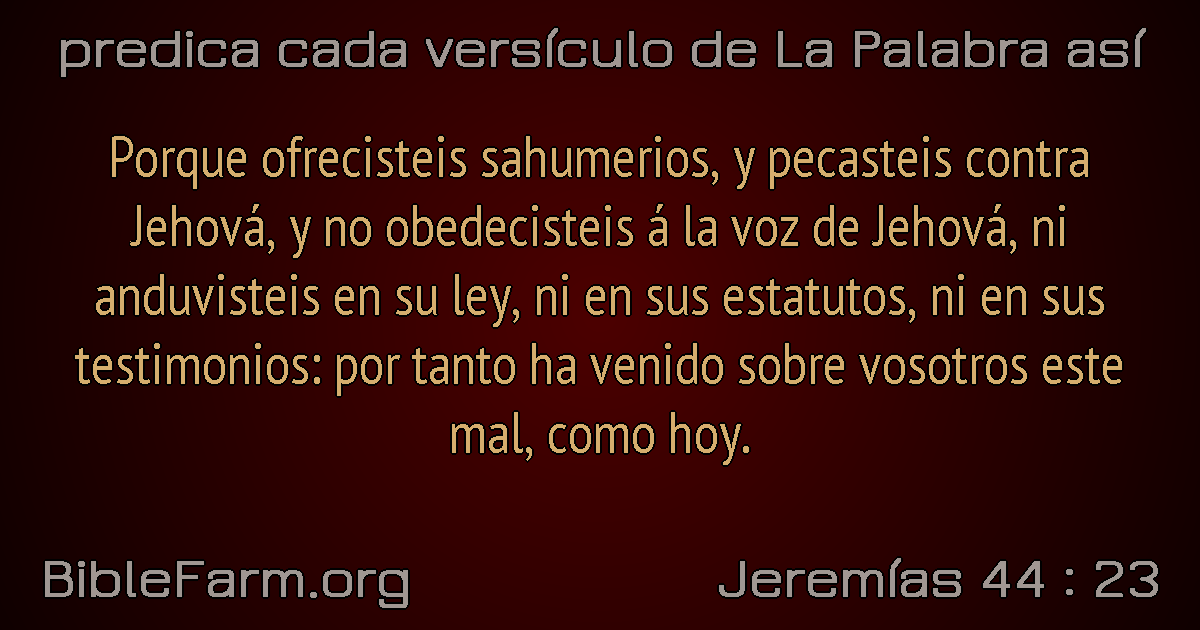 predica cada versículo de La Palabra así
Porque ofrecisteis sahumerios, y pecasteis contra
Jehová, y no obedecisteis á la voz de Jehová, ni
anduvisteis en su ley, ni en sus estatutos, ni en sus
testimonios: por tanto ha venido sobre vosotros este
mal, como hoy.
BibleFarm.org
Jeremías 44 : 23